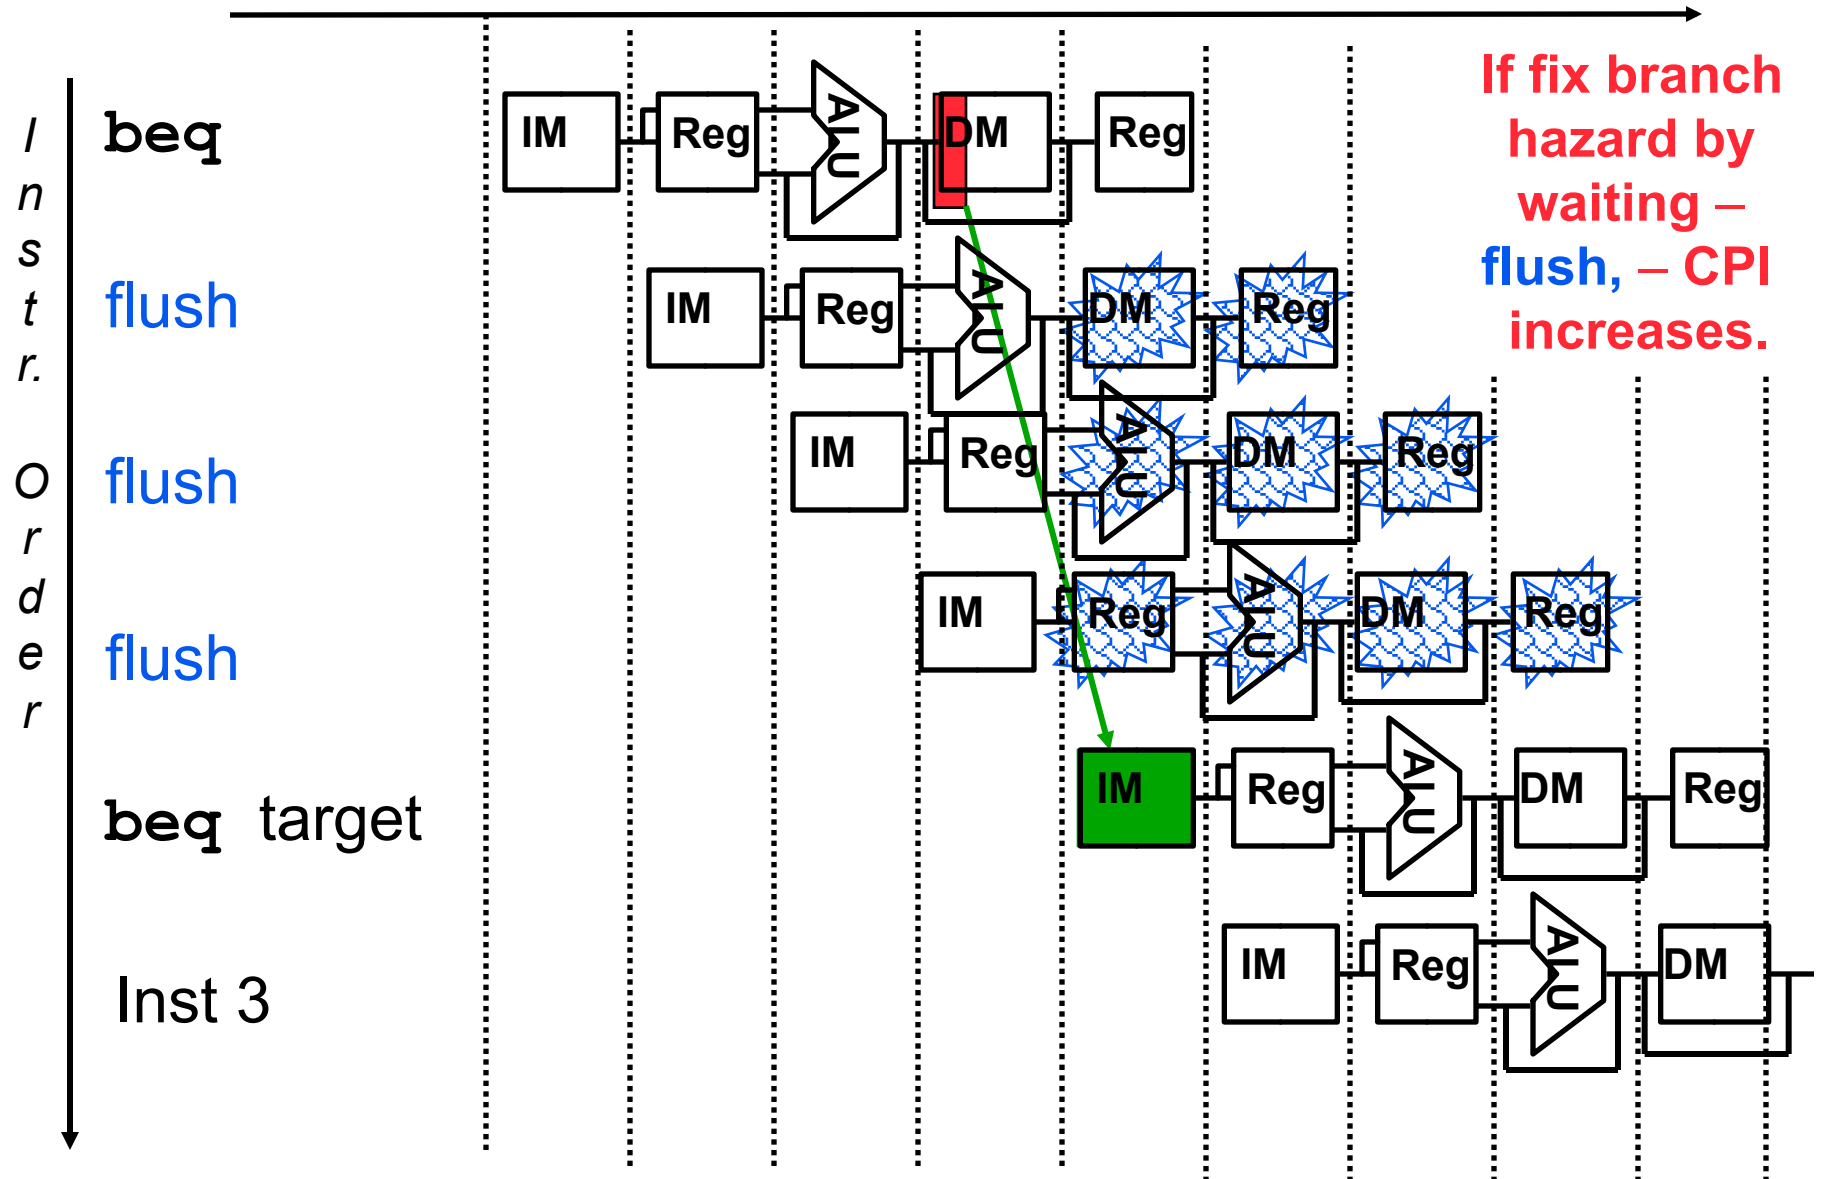 If fix branch
hazard by
waiting –
flush, – CPI
increases.
Instr. Order
beq IM Reg ALU DM Reg
flush IM Reg ALU DM Reg
flush IM Reg ALU DM Reg
flush IM Reg ALU DM Reg
beq target IM Reg ALU DM Reg
Inst 3 IM Reg ALU DM